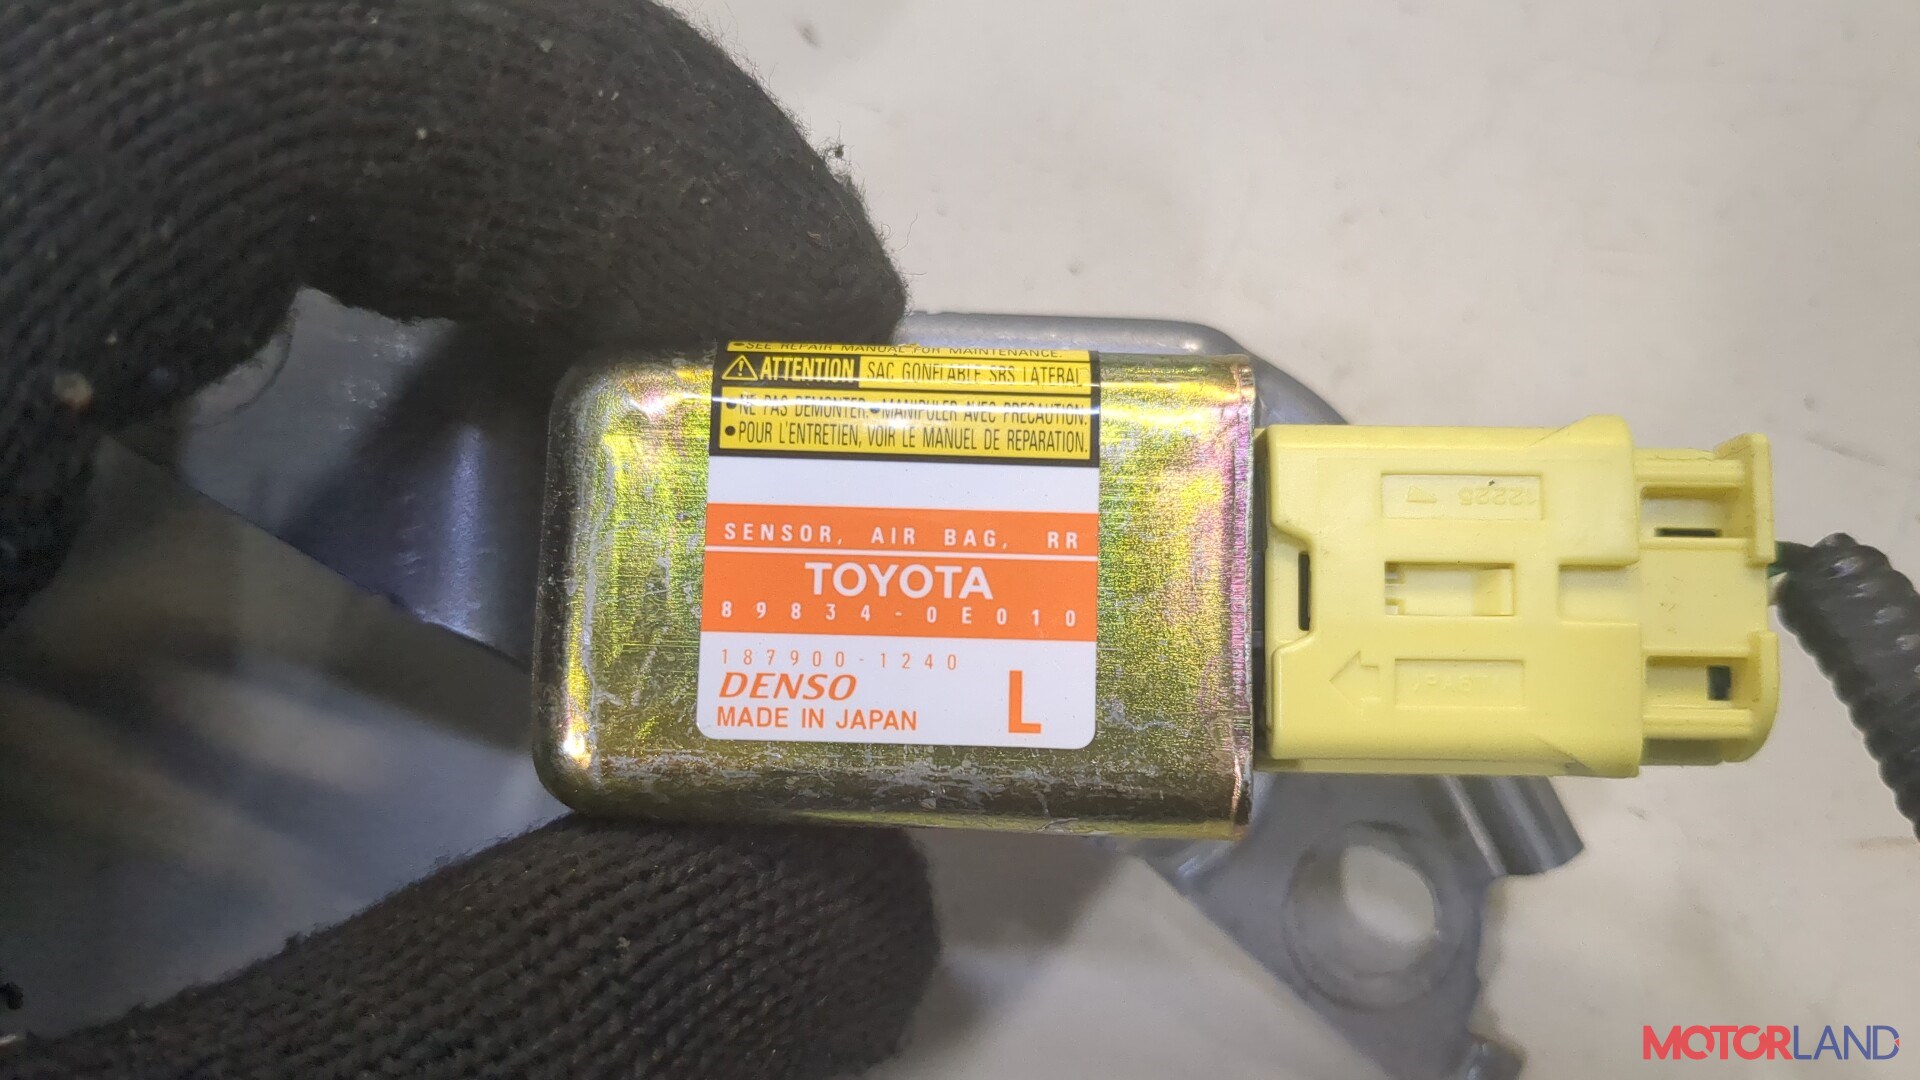 •SEE REPAIR MANUAL FOR MAINTENANCE.
⚠ATTENTION SAC GONFLABLE SRS LATERAL
•NE PAS DEMONTER. •MANIPULER AVEC PRECAUTION.
•POUR L'ENTRETIEN, VOIR LE MANUEL DE REPARATION.
SENSOR, AIR BAG, RR
TOYOTA
89834-0E010
187900-1240
DENSO
MADE IN JAPAN
L
12225
MOTORLAND